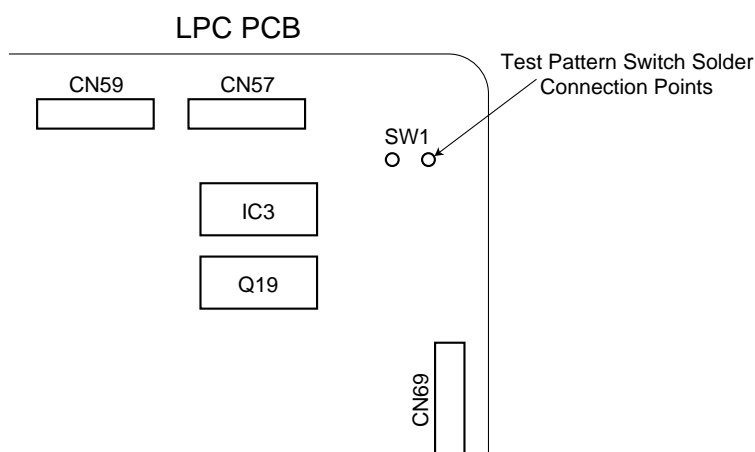 LPC PCB
CN59
CN57
Test Pattern Switch Solder
Connection Points
SW1
IC3
Q19
CN69